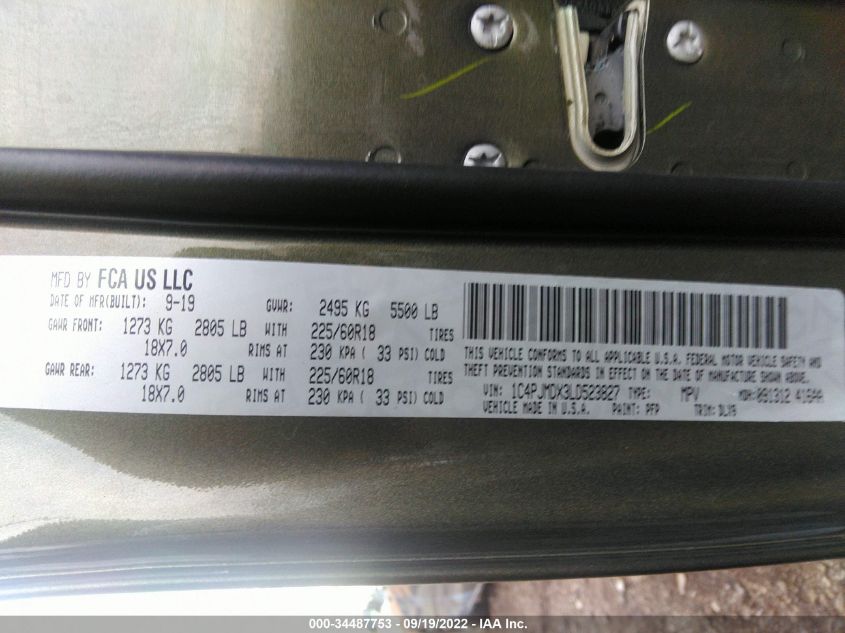 MFD BY FCA US LLC
DATE OF MFR(BUILT): 9-19 GVWR: 2495 KG 5500 LB
GAWR FRONT: 1273 KG 2805 LB WITH 225/60R18 TIRES
18X7.0 RIMS AT 230 KPA ( 33 PSI) COLD
GAWR REAR: 1273 KG 2805 LB WITH 225/60R18 TIRES
18X7.0 RIMS AT 230 KPA ( 33 PSI) COLD
THIS VEHICLE CONFORMS TO ALL APPLICABLE U.S.A. FEDERAL MOTOR VEHICLE SAFETY AND
THEFT PREVENTION STANDARDS IN EFFECT ON THE DATE OF MANUFACTURE SHOWN ABOVE.
VIN: 1C4PJMDX3LD523827 TYPE: MPV MDH:
VEHICLE MADE IN U.S.A. PAINT: PFP TRIM:
000-34487753 - 09/19/2022 - IAA Inc.